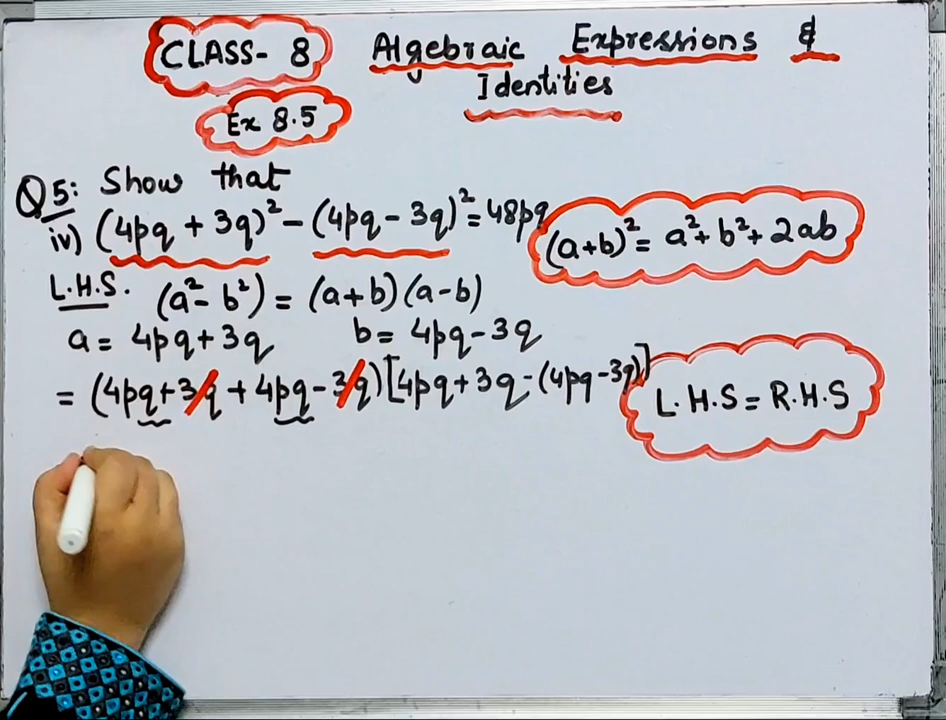 CLASS- 8 Algebraic Expressions &
Identities
Ex 8.5
Q5: Show that
iv) (4pq + 3q)² - (4pq - 3q)² = 48pq
(a+b)² = a² + b² + 2ab
L.H.S. (a² - b²) = (a+b) (a-b)
a = 4pq + 3q b = 4pq - 3q
= (4pq + 3q + 4pq - 3q) [4pq + 3q - (4pq - 3q)]
L.H.S = R.H.S